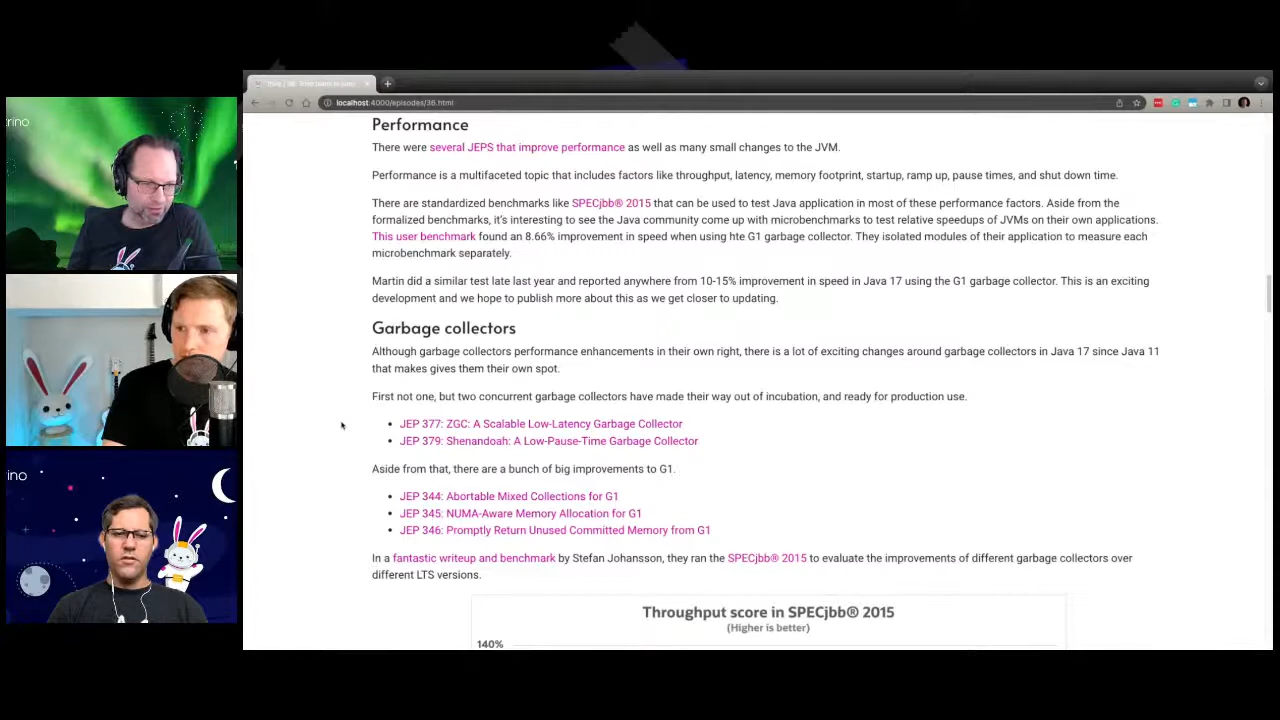 rino
rino
localhost:4000/episodes/36.html
Performance
There were several JEPS that improve performance as well as many small changes to the JVM.
Performance is a multifaceted topic that includes factors like throughput, latency, memory footprint, startup, ramp up, pause times, and shut down time.
There are standardized benchmarks like SPECjbb® 2015 that can be used to test Java application in most of these performance factors. Aside from the
formalized benchmarks, it's interesting to see the Java community come up with microbenchmarks to test relative speedups of JVMs on their own applications.
This user benchmark found an 8.66% improvement in speed when using hte G1 garbage collector. They isolated modules of their application to measure each
microbenchmark separately.
Martin did a similar test late last year and reported anywhere from 10-15% improvement in speed in Java 17 using the G1 garbage collector. This is an exciting
development and we hope to publish more about this as we get closer to updating.
Garbage collectors
Although garbage collectors performance enhancements in their own right, there is a lot of exciting changes around garbage collectors in Java 17 since Java 11
that makes gives them their own spot.
First not one, but two concurrent garbage collectors have made their way out of incubation, and ready for production use.
• JEP 377: ZGC: A Scalable Low-Latency Garbage Collector
• JEP 379: Shenandoah: A Low-Pause-Time Garbage Collector
Aside from that, there are a bunch of big improvements to G1.
• JEP 344: Abortable Mixed Collections for G1
• JEP 345: NUMA-Aware Memory Allocation for G1
• JEP 346: Promptly Return Unused Committed Memory from G1
In a fantastic writeup and benchmark by Stefan Johansson, they ran the SPECjbb® 2015 to evaluate the improvements of different garbage collectors over
different LTS versions.
Throughput score in SPECjbb® 2015
(Higher is better)
140%